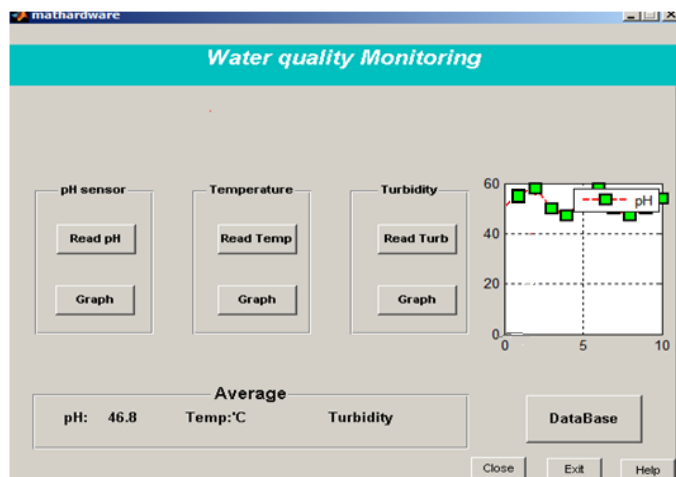 mathardware
Water quality Monitoring
pH sensor Temperature Turbidity
Read pH Read Temp Read Turb
Graph Graph Graph
60
40
20
0
0 5 10
pH
Average
pH: 46.8 Temp:'C Turbidity
DataBase
Close Exit Help